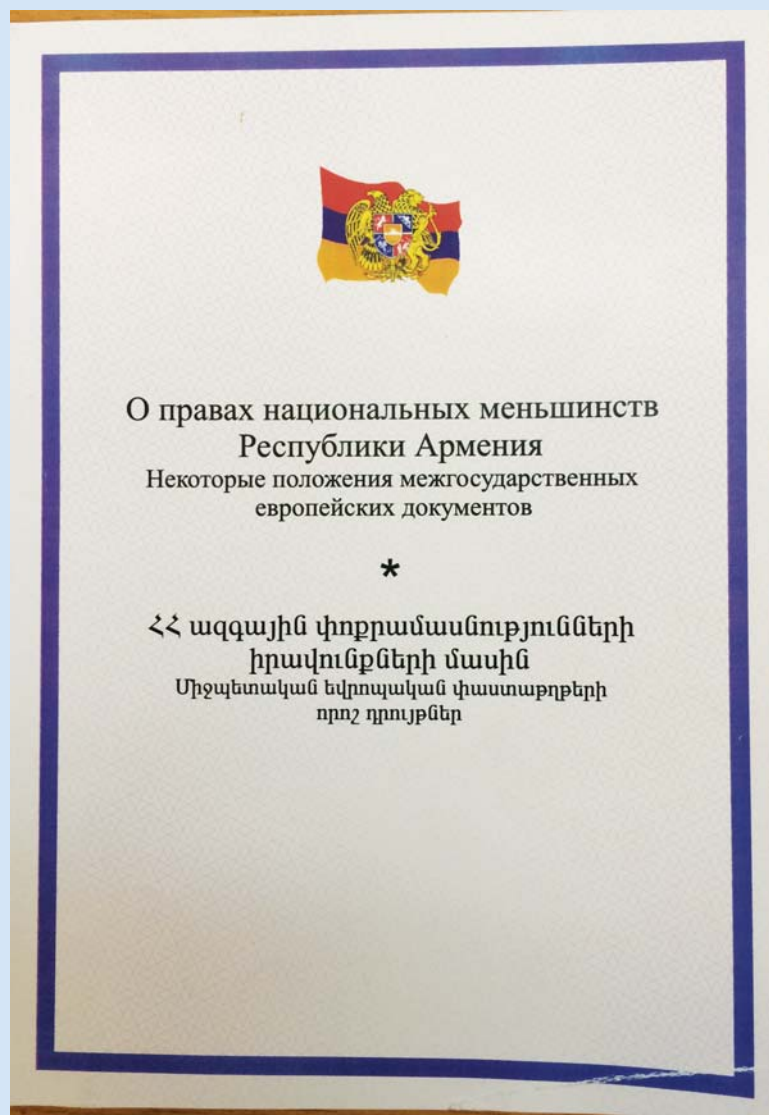 О правах национальных меньшинств
Республики Армения
Некоторые положения межгосударственных
европейских документов
*
ՀՀ ազգային փոքրամասնությունների
իրավունքների մասին
Միջպետական եվրոպական փաստաթղթերի
որոշ դրույթներ